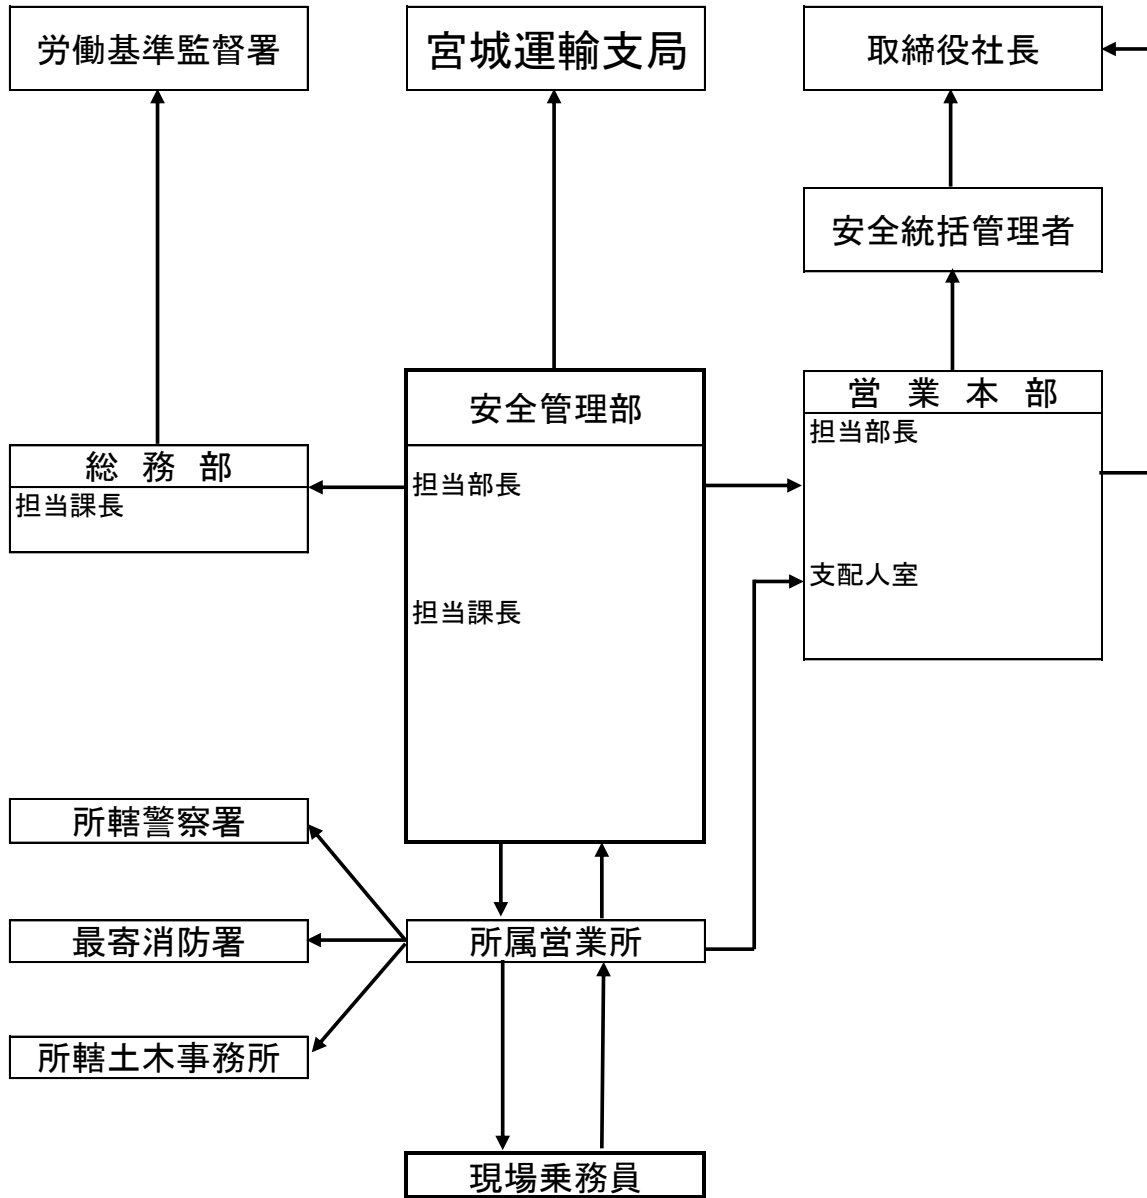 労働基準監督署
宮城運輸支局
取締役社長
安全統括管理者
安全管理部
担当部長
担当課長
営業本部
担当部長
支配人室
総務部
担当課長
所轄警察署
最寄消防署
所轄土木事務所
所属営業所
現場乗務員